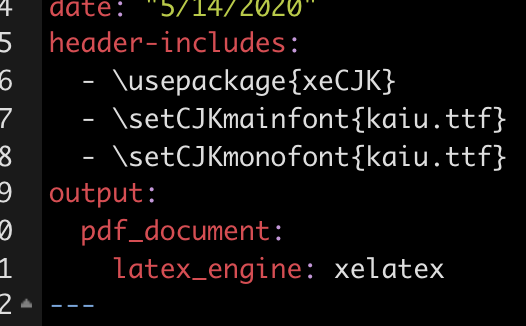 4 date: "5/14/2020"
5 header-includes:
6 - \usepackage{xeCJK}
7 - \setCJKmainfont{kaiu.ttf}
8 - \setCJKmonofont{kaiu.ttf}
9 output:
0 pdf_document:
1 latex_engine: xelatex
2 ---